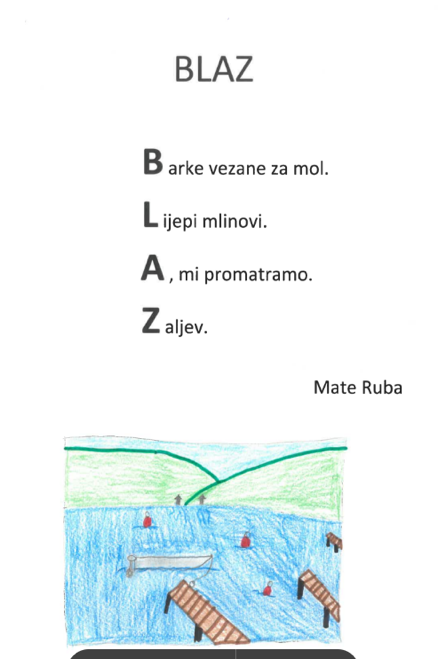 BLAZ
Barke vezane za mol.
Lijepi mlinovi.
A, mi promatramo.
Zaljev.
Mate Ruba